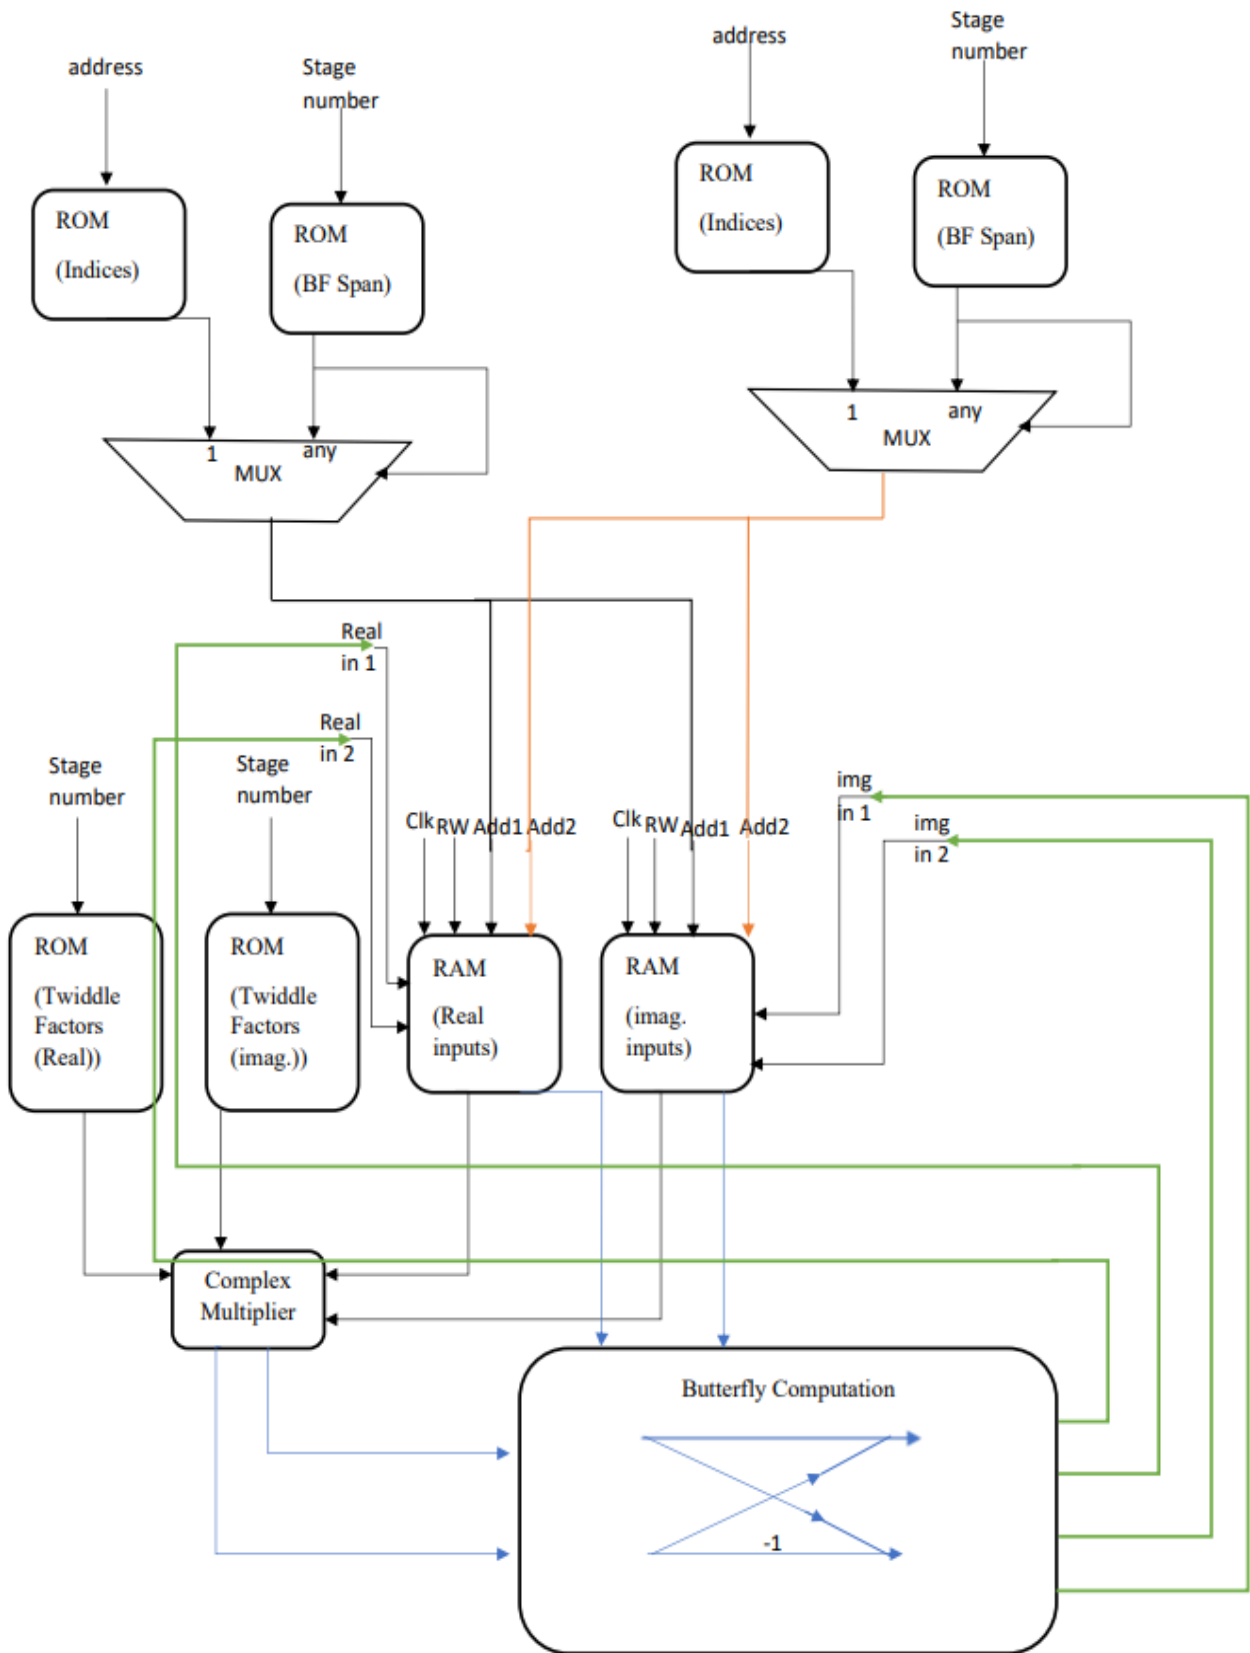 address
Stage
number
address
Stage
number
ROM
(Indices)
ROM
(BF Span)
ROM
(Indices)
ROM
(BF Span)
1
any
MUX
1
any
MUX
Real
in 1
Real
in 2
Stage
number
Stage
number
Clk RW Add1 Add2
Clk RW Add1 Add2
img
in 1
img
in 2
ROM
(Twiddle
Factors
(Real))
ROM
(Twiddle
Factors
(imag.))
RAM
(Real
inputs)
RAM
(imag.
inputs)
Complex
Multiplier
Butterfly Computation
-1